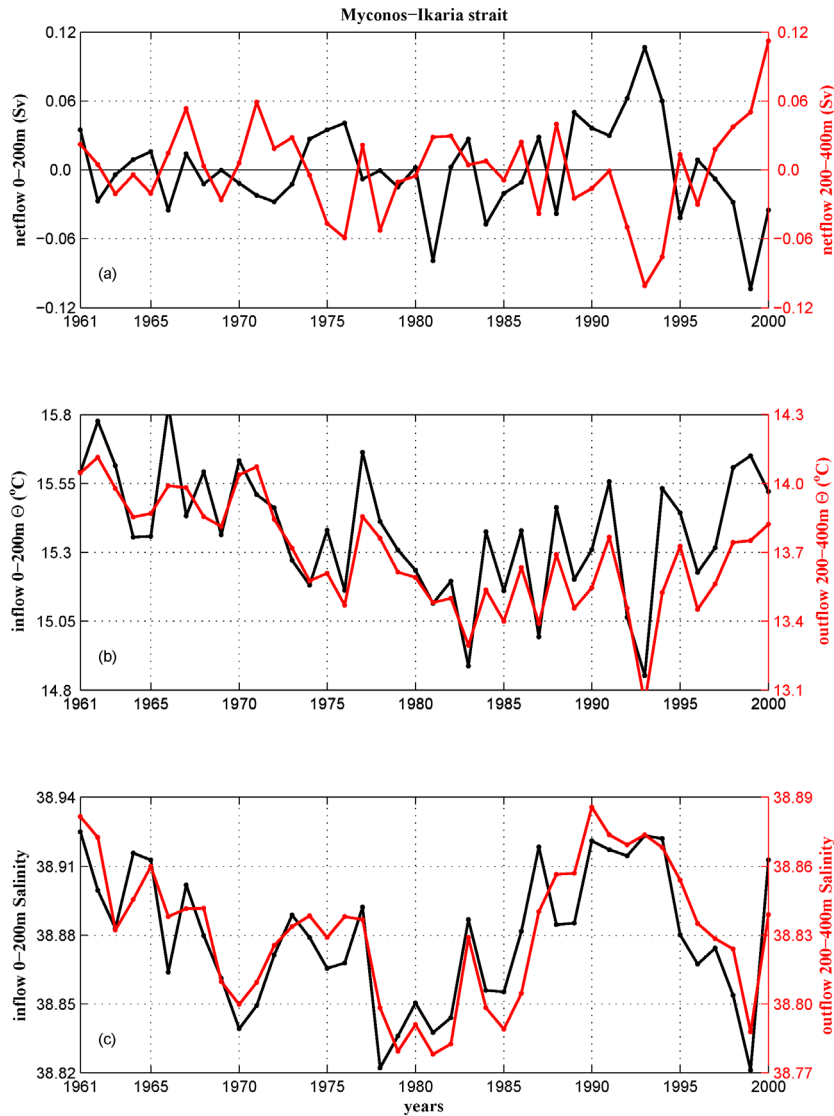 Myconos−Ikaria strait
netflow 0−200m (Sv)
0.12
0.06
0.0
−0.06
−0.12
(a)
0.12
0.06
0.0
−0.06
−0.12
netflow 200−400m (Sv)
1961 1965 1970 1975 1980 1985 1990 1995 2000
inflow 0−200m Θ (°C)
15.8
15.55
15.3
15.05
14.8
(b)
14.3
14.0
13.7
13.4
13.1
outflow 200−400m Θ (°C)
1961 1965 1970 1975 1980 1985 1990 1995 2000
inflow 0−200m Salinity
38.94
38.91
38.88
38.85
38.82
(c)
38.89
38.86
38.83
38.80
38.77
outflow 200−400m Salinity
1961 1965 1970 1975 1980 1985 1990 1995 2000
years